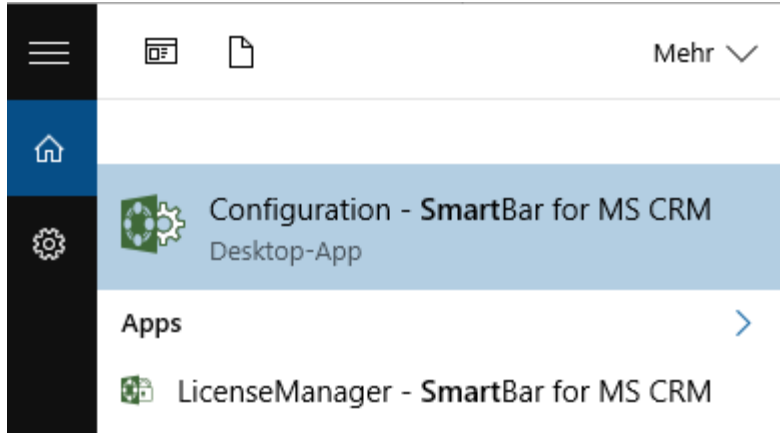 Mehr
Configuration - SmartBar for MS CRM
Desktop-App
Apps
LicenseManager - SmartBar for MS CRM